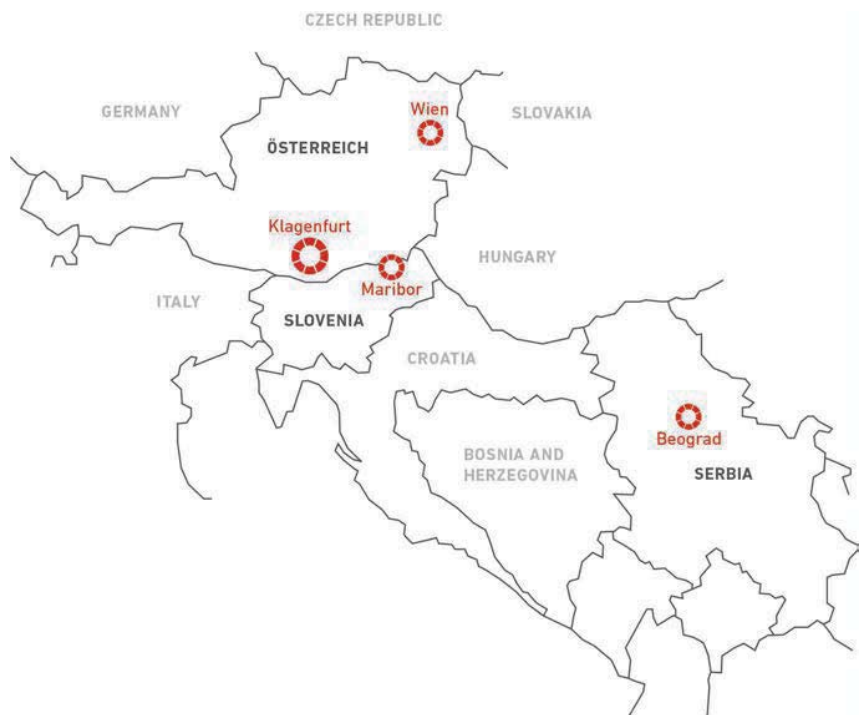 CZECH REPUBLIC
GERMANY
Wien
SLOVAKIA
ÖSTERREICH
Klagenfurt
HUNGARY
Maribor
ITALY
SLOVENIA
CROATIA
Beograd
BOSNIA AND
HERZEGOVINA
SERBIA